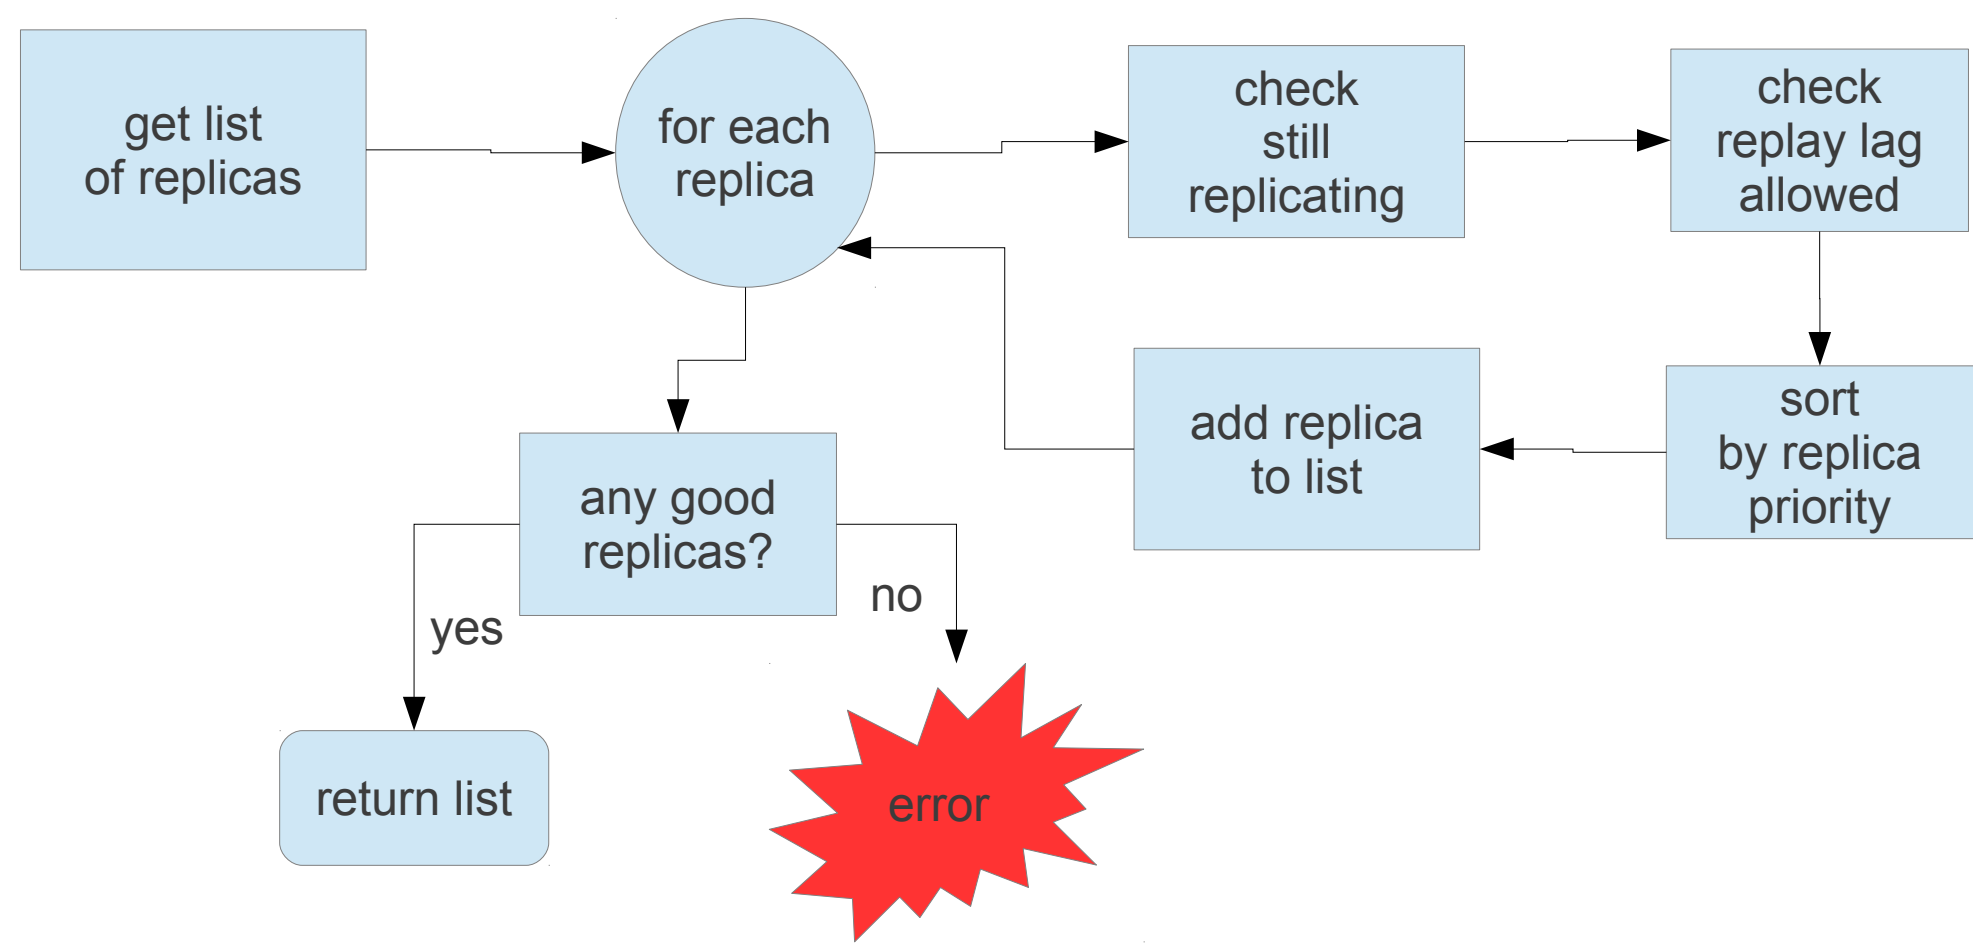 get list
of replicas
for each
replica
check
still
replicating
check
replay lag
allowed
sort
by replica
priority
add replica
to list
any good
replicas?
yes
no
return list
error